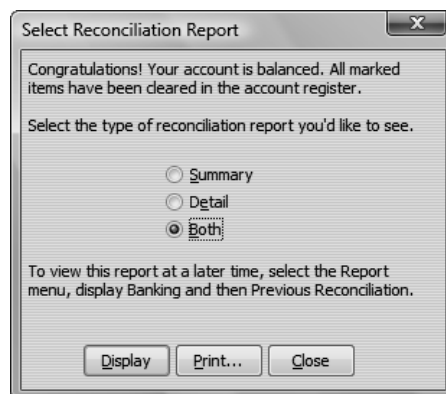 Select Reconciliation Report
X
Congratulations! Your account is balanced. All marked
items have been cleared in the account register.
Select the type of reconciliation report you'd like to see.
Summary
Detail
Both
To view this report at a later time, select the Report
menu, display Banking and then Previous Reconciliation.
Display Print... Close